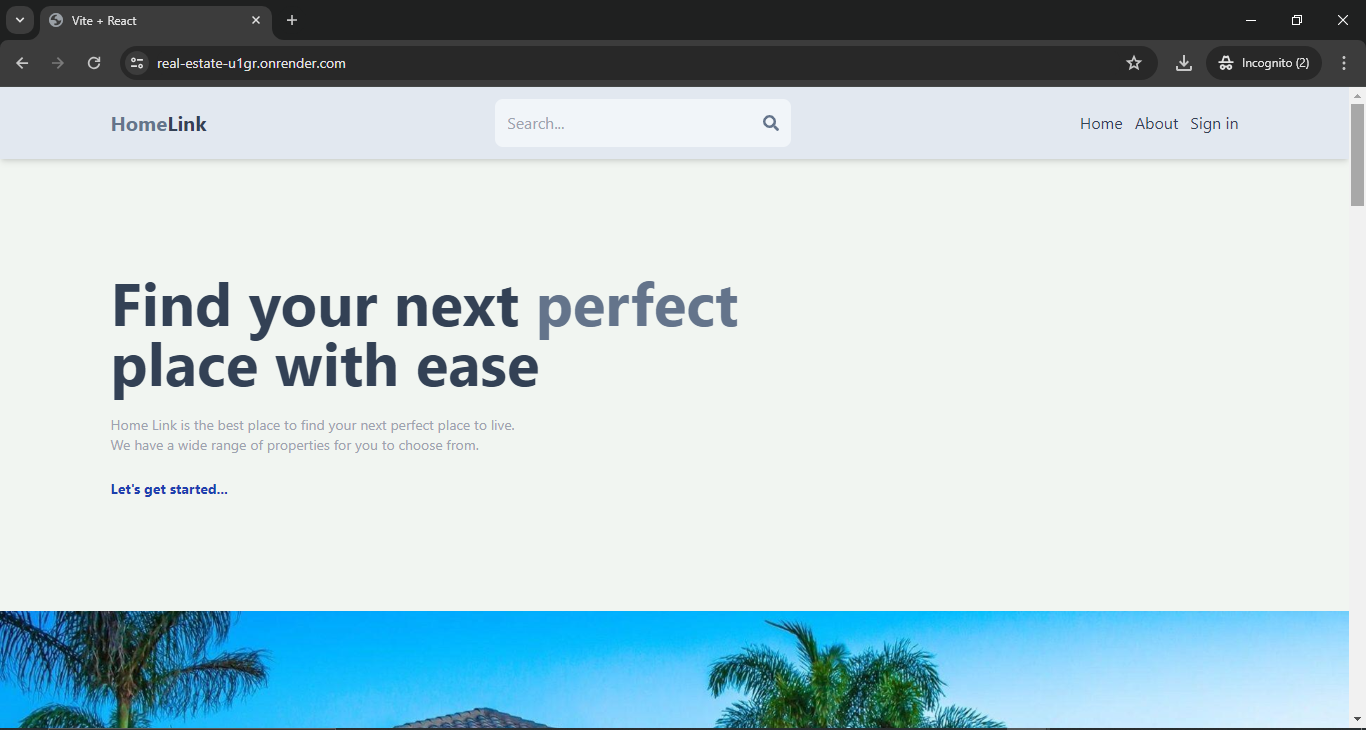 Vite + React
real-estate-u1gr.onrender.com
Incognito (2)
HomeLink
Search...
Home About Sign in
Find your next perfect
place with ease
Home Link is the best place to find your next perfect place to live.
We have a wide range of properties for you to choose from.
Let's get started...